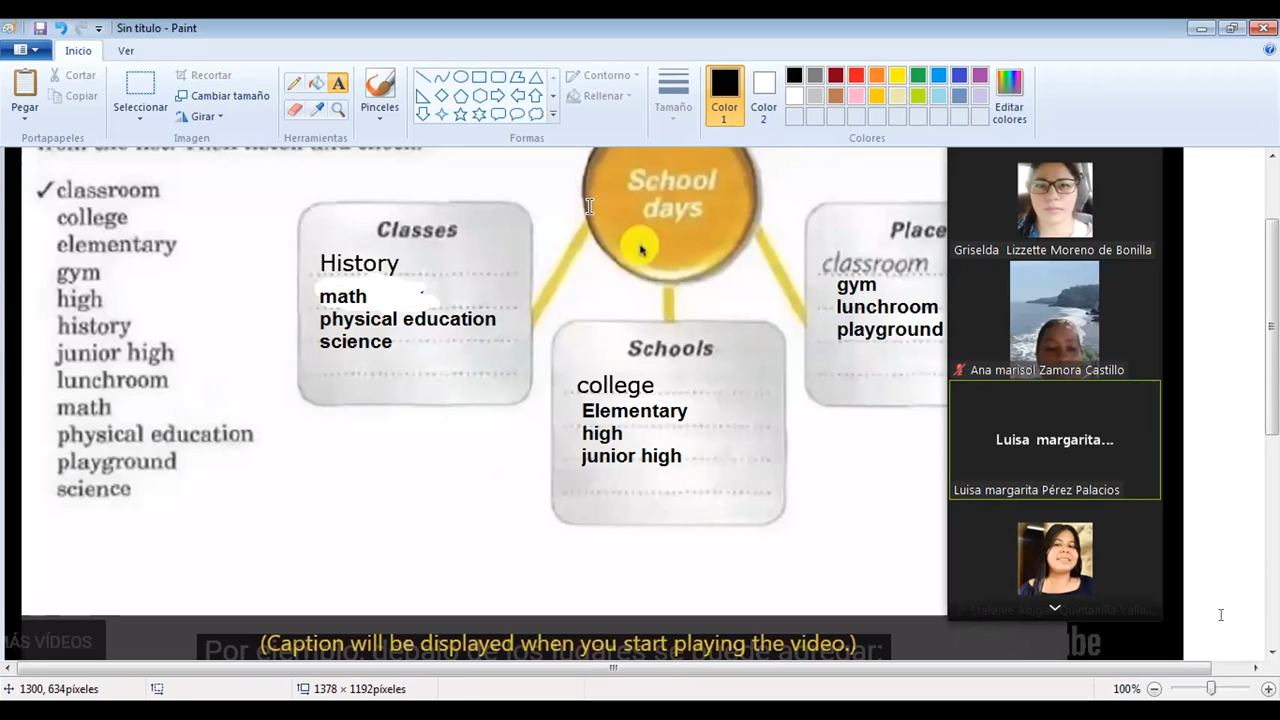 Sin título - Paint
Inicio
Ver
Pegar
Cortar
Copiar
Portapapeles
Seleccionar
Recortar
Cambiar tamaño
Girar
Imagen
A
Herramientas
Pinceles
Contorno
Rellenar
Formas
Tamaño
Color
1
Color
2
Editar
colores
Colores
✓classroom
college
elementary
gym
high
history
junior high
lunchroom
math
physical education
playground
science
School
days
Classes
History
math
physical education
science
Schools
college
Elementary
high
junior high
Place
classroom
gym
lunchroom
playground
Griselda Lizzette Moreno de Bonilla
Ana marisol Zamora Castillo
Luisa margarita...
Luisa margarita Pérez Palacios
MÁS VÍDEOS
(Caption will be displayed when you start playing the video.)
1300, 634píxeles
1378 × 1192píxeles
100%